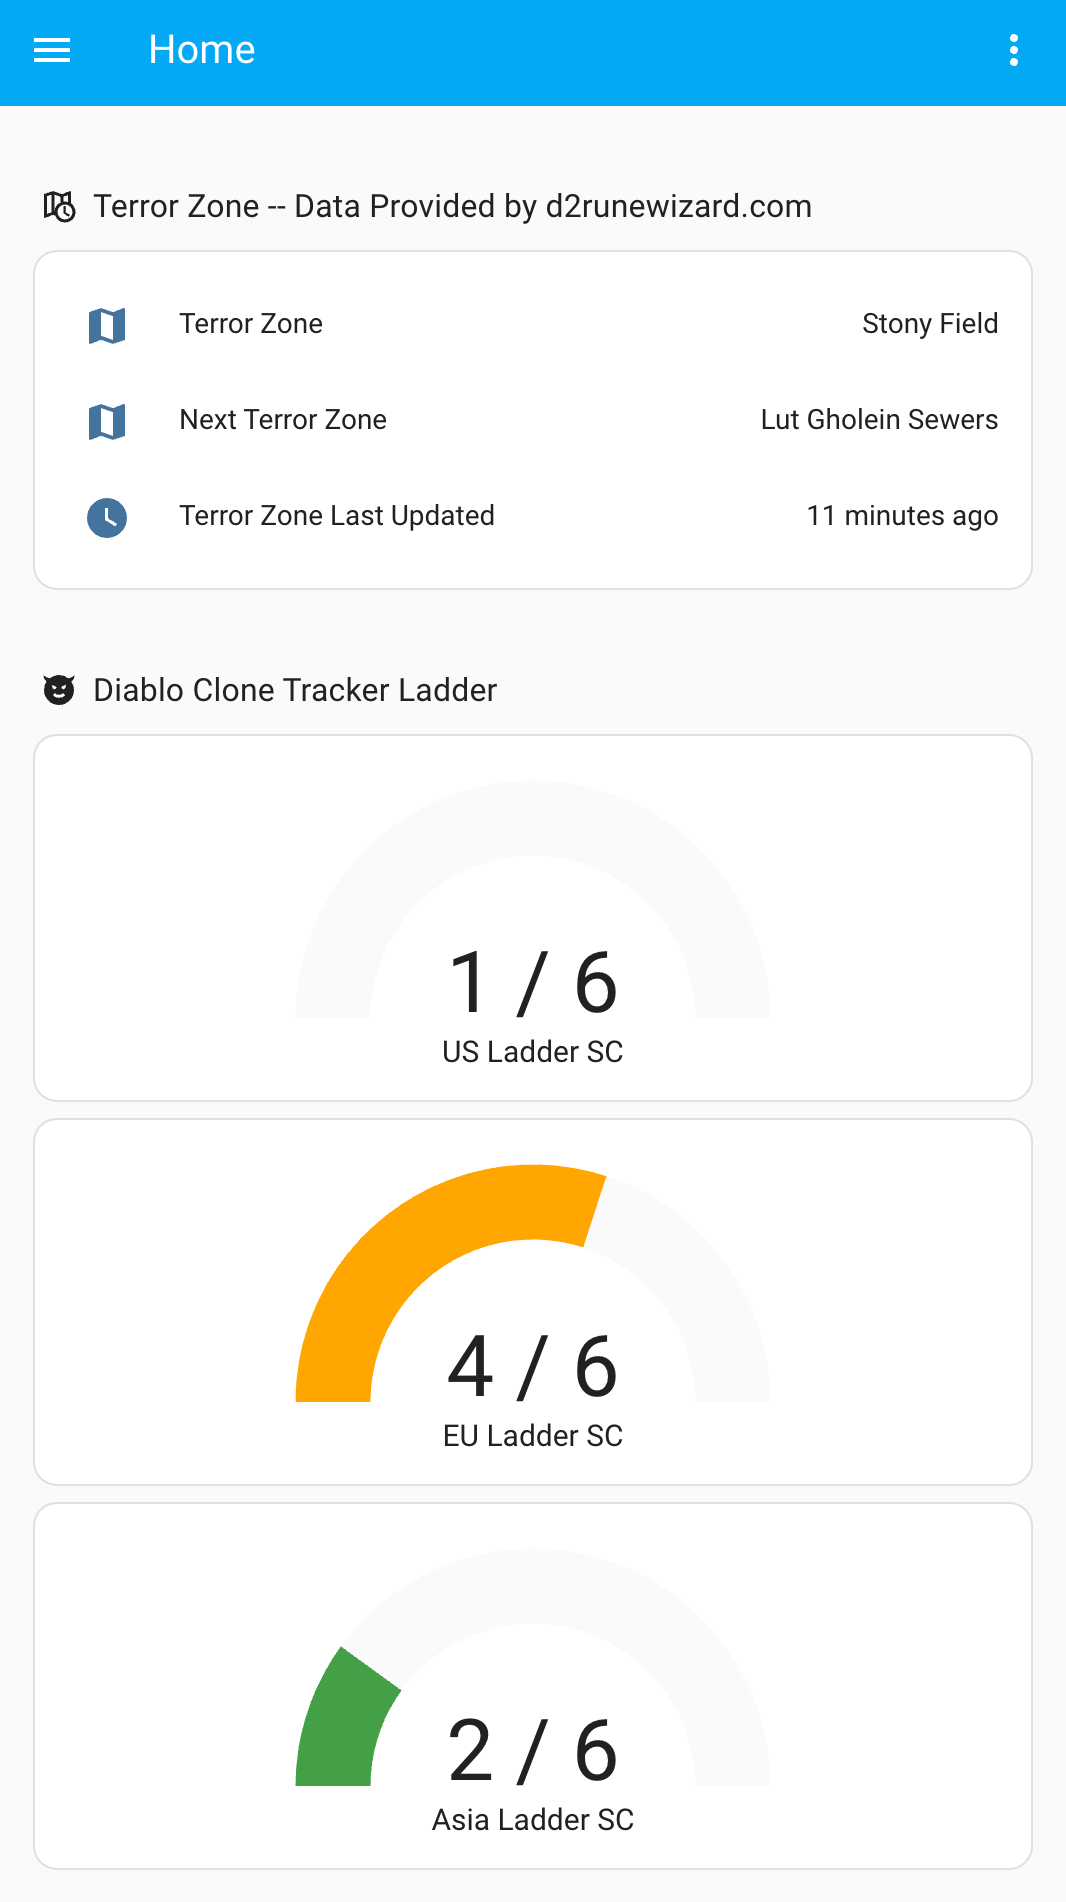 Home
Terror Zone -- Data Provided by d2runewizard.com
Terror Zone Stony Field
Next Terror Zone Lut Gholein Sewers
Terror Zone Last Updated 11 minutes ago
Diablo Clone Tracker Ladder
1 / 6
US Ladder SC
4 / 6
EU Ladder SC
2 / 6
Asia Ladder SC